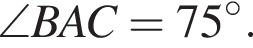 ∠BAC = 75°.